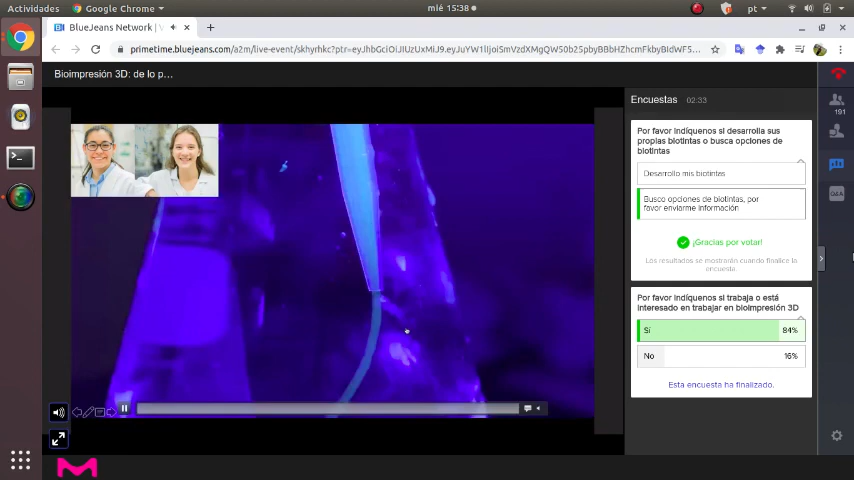 Actividades
Google Chrome
mié 15:38
pt
BlueJeans Network | V
primetime.bluejeans.com/a2m/live-event/skhyrhkc?ptr=eyJhbGciOiJIUzUxMiJ9.eyJuYW1lIjoiSmVzdXMgQW50b25pbyBBbHZhcmFkbyBIdWF5...
Bioimpresión 3D: de lo p...
Encuestas 02:33
191
Por favor indíquenos si desarrolla sus
propias biotintas o busca opciones de
biotintas
Desarrollo mis biotintas
Busco opciones de biotintas, por
favor enviarme información
¡Gracias por votar!
Los resultados se mostrarán cuando finalice la
encuesta.
Q&A
Por favor indíquenos si trabaja o está
interesado en trabajar en bioimpresión 3D
Sí 84%
No 16%
Esta encuesta ha finalizado.